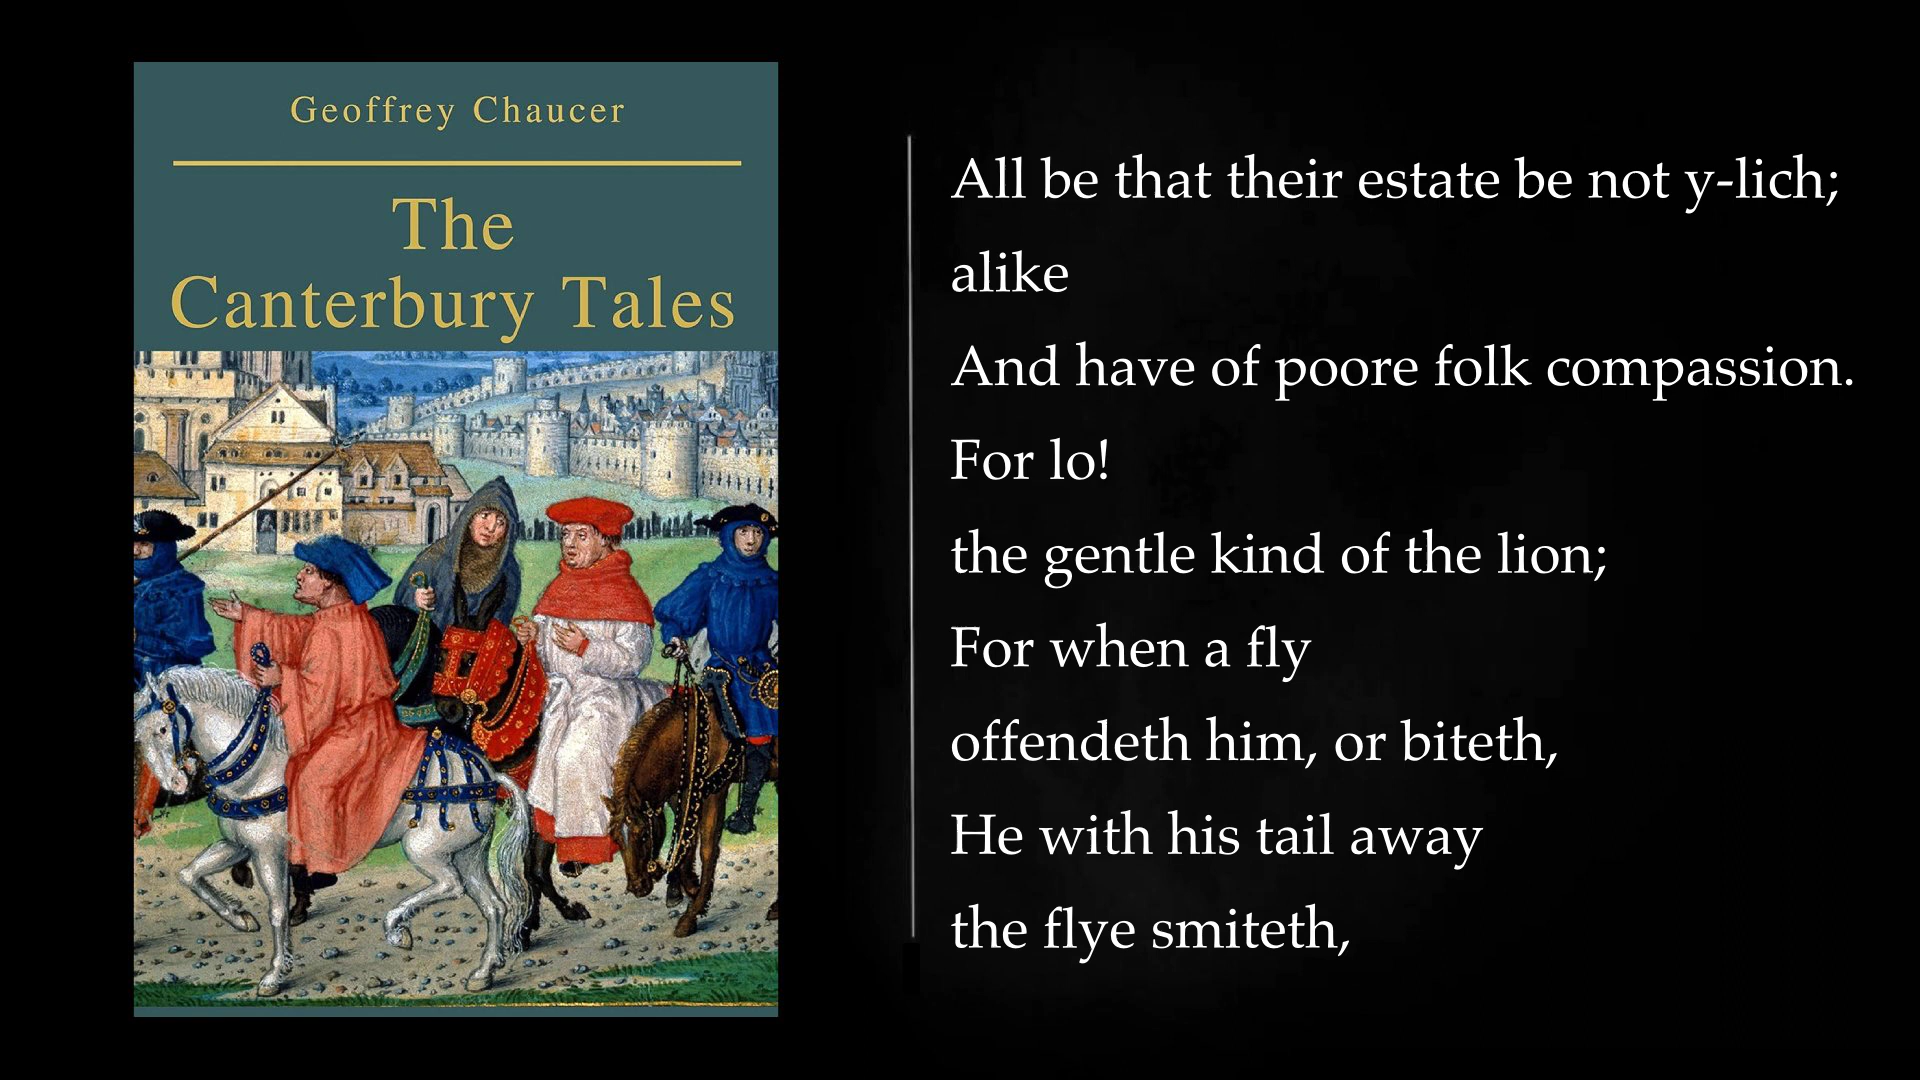 Geoffrey Chaucer
The
Canterbury Tales
All be that their estate be not y-lich;
alike
And have of poore folk compassion.
For lo!
the gentle kind of the lion;
For when a fly
offendeth him, or biteth,
He with his tail away
the flye smiteth,